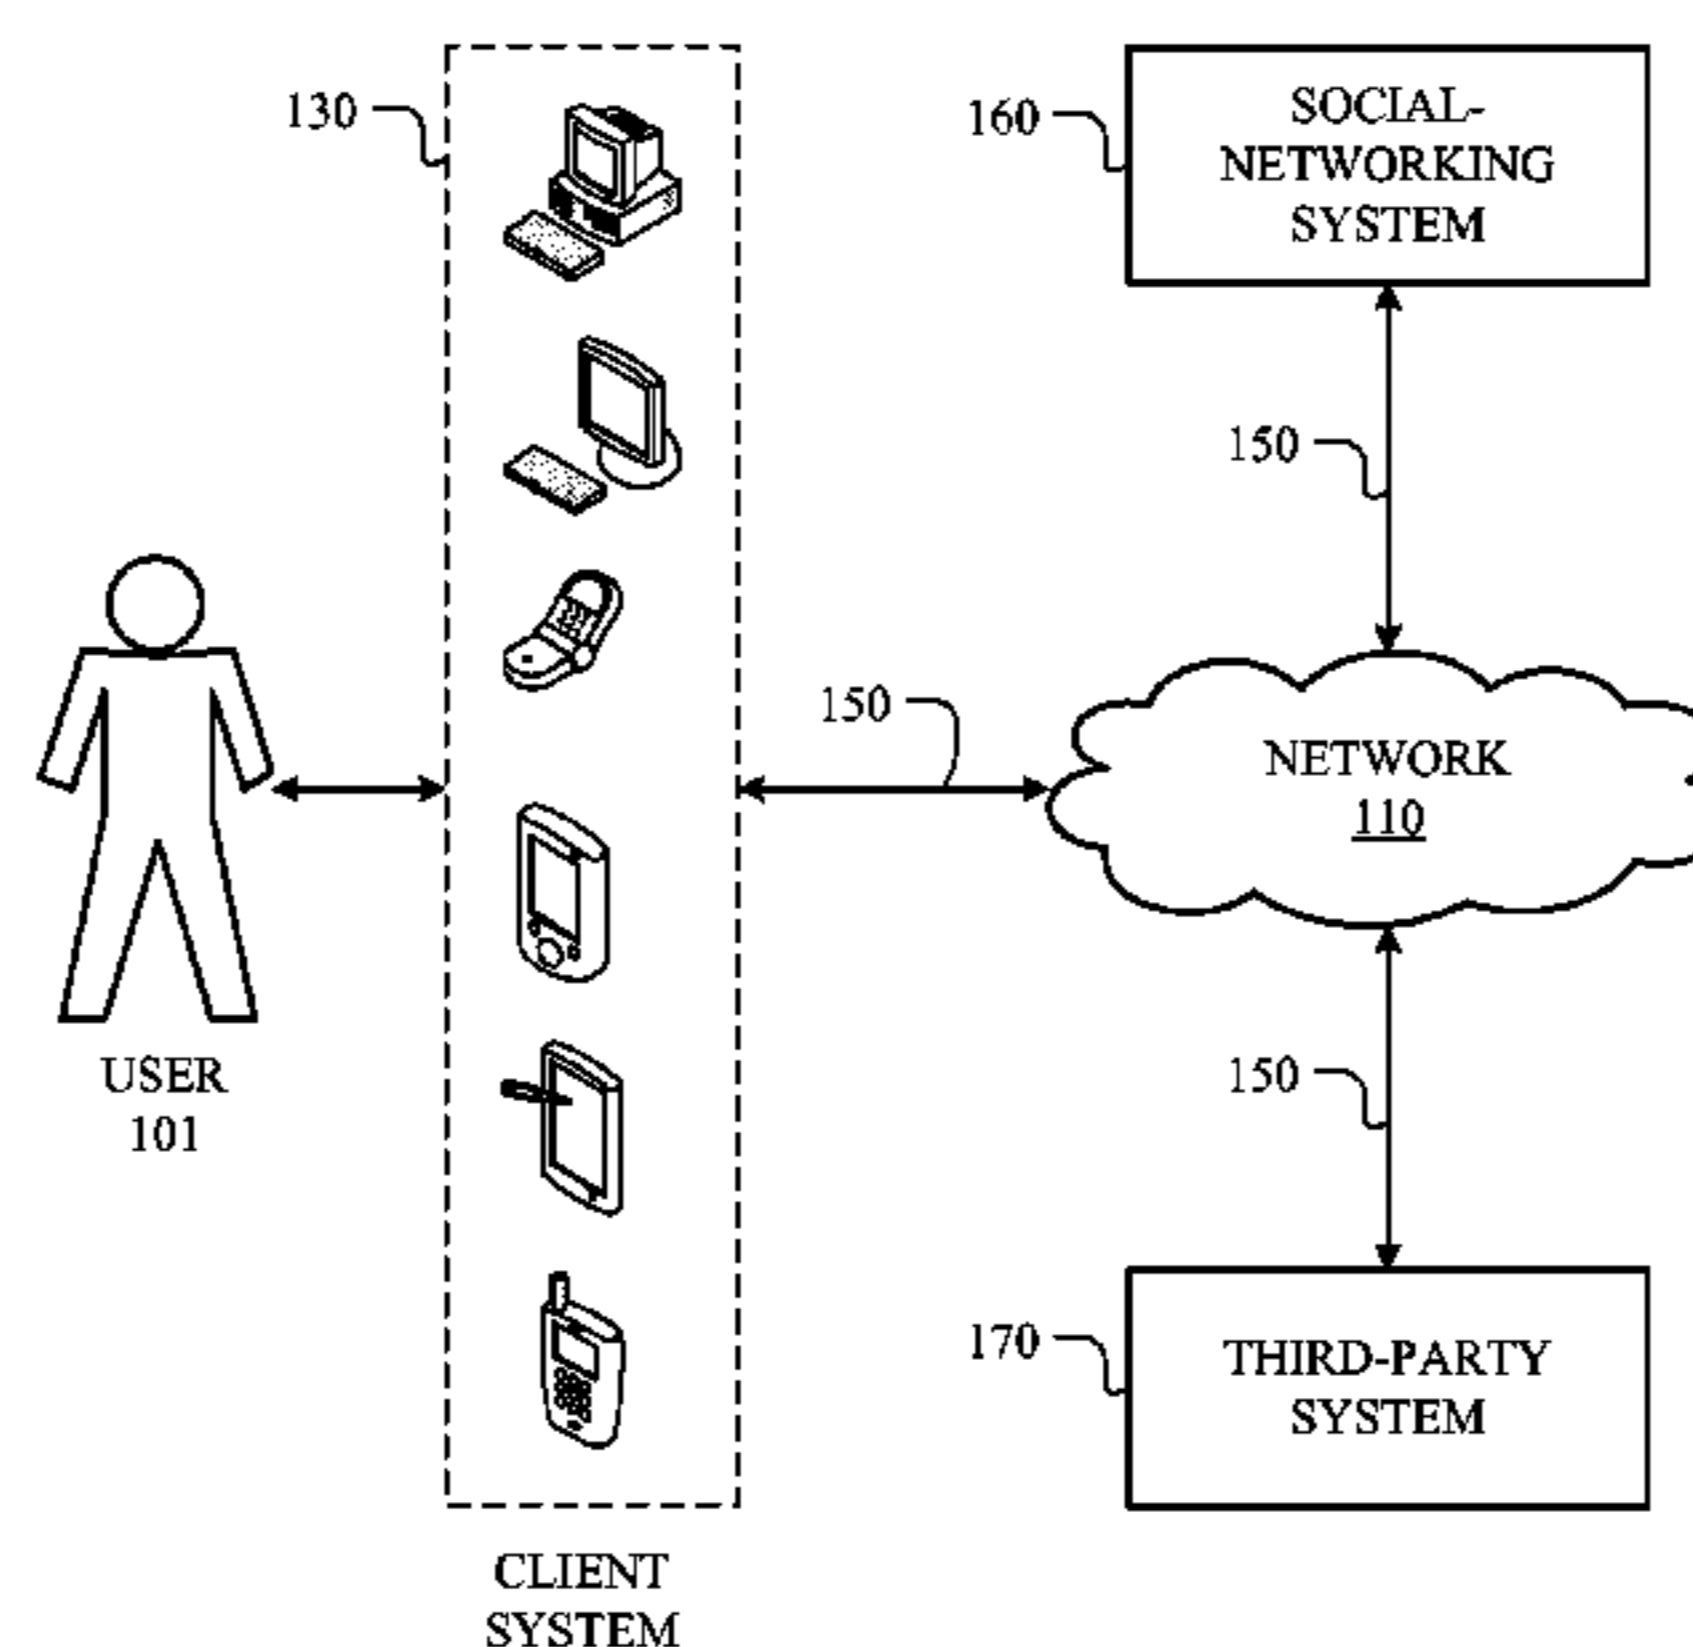 130
160
SOCIAL-
NETWORKING
SYSTEM
150
150
NETWORK
110
USER
101
150
170
THIRD-PARTY
SYSTEM
CLIENT
SYSTEM